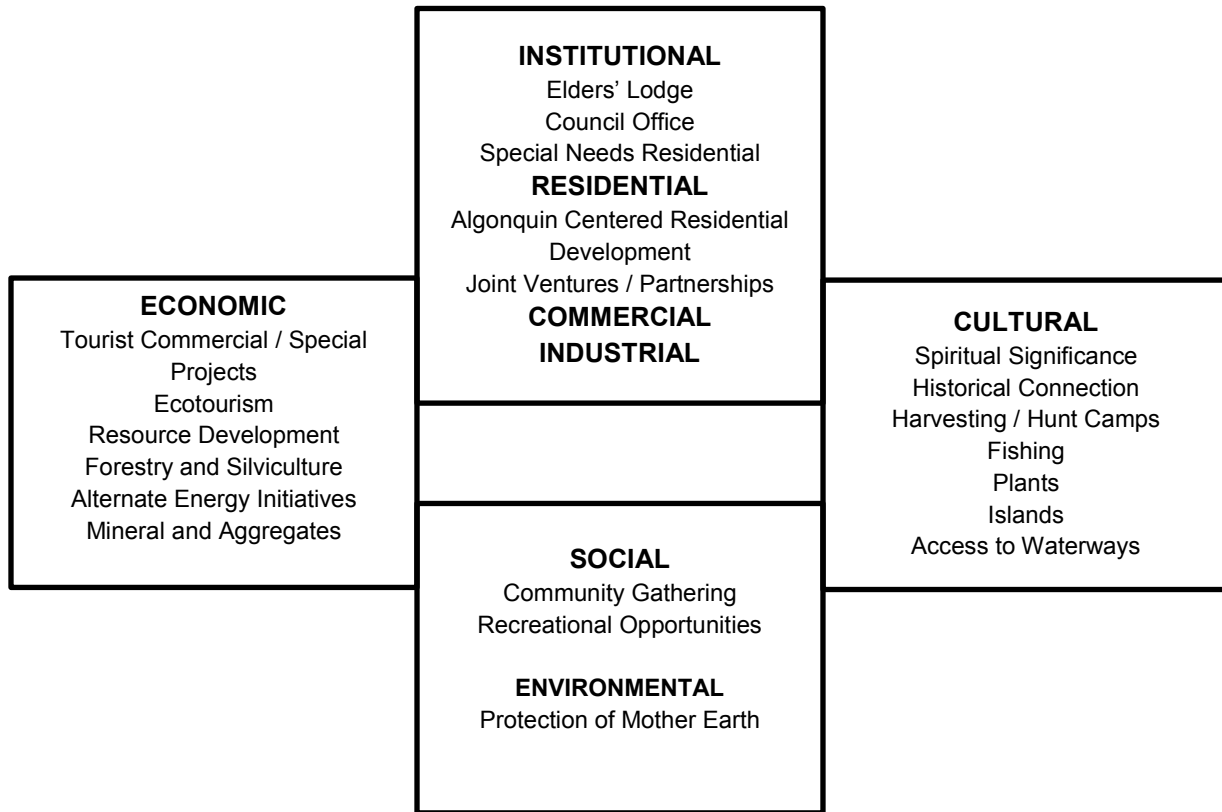 INSTITUTIONAL
Elders’ Lodge
Council Office
Special Needs Residential
RESIDENTIAL
Algonquin Centered Residential
Development
Joint Ventures / Partnerships
COMMERCIAL
INDUSTRIAL
ECONOMIC
Tourist Commercial / Special
Projects
Ecotourism
Resource Development
Forestry and Silviculture
Alternate Energy Initiatives
Mineral and Aggregates
CULTURAL
Spiritual Significance
Historical Connection
Harvesting / Hunt Camps
Fishing
Plants
Islands
Access to Waterways
SOCIAL
Community Gathering
Recreational Opportunities
ENVIRONMENTAL
Protection of Mother Earth